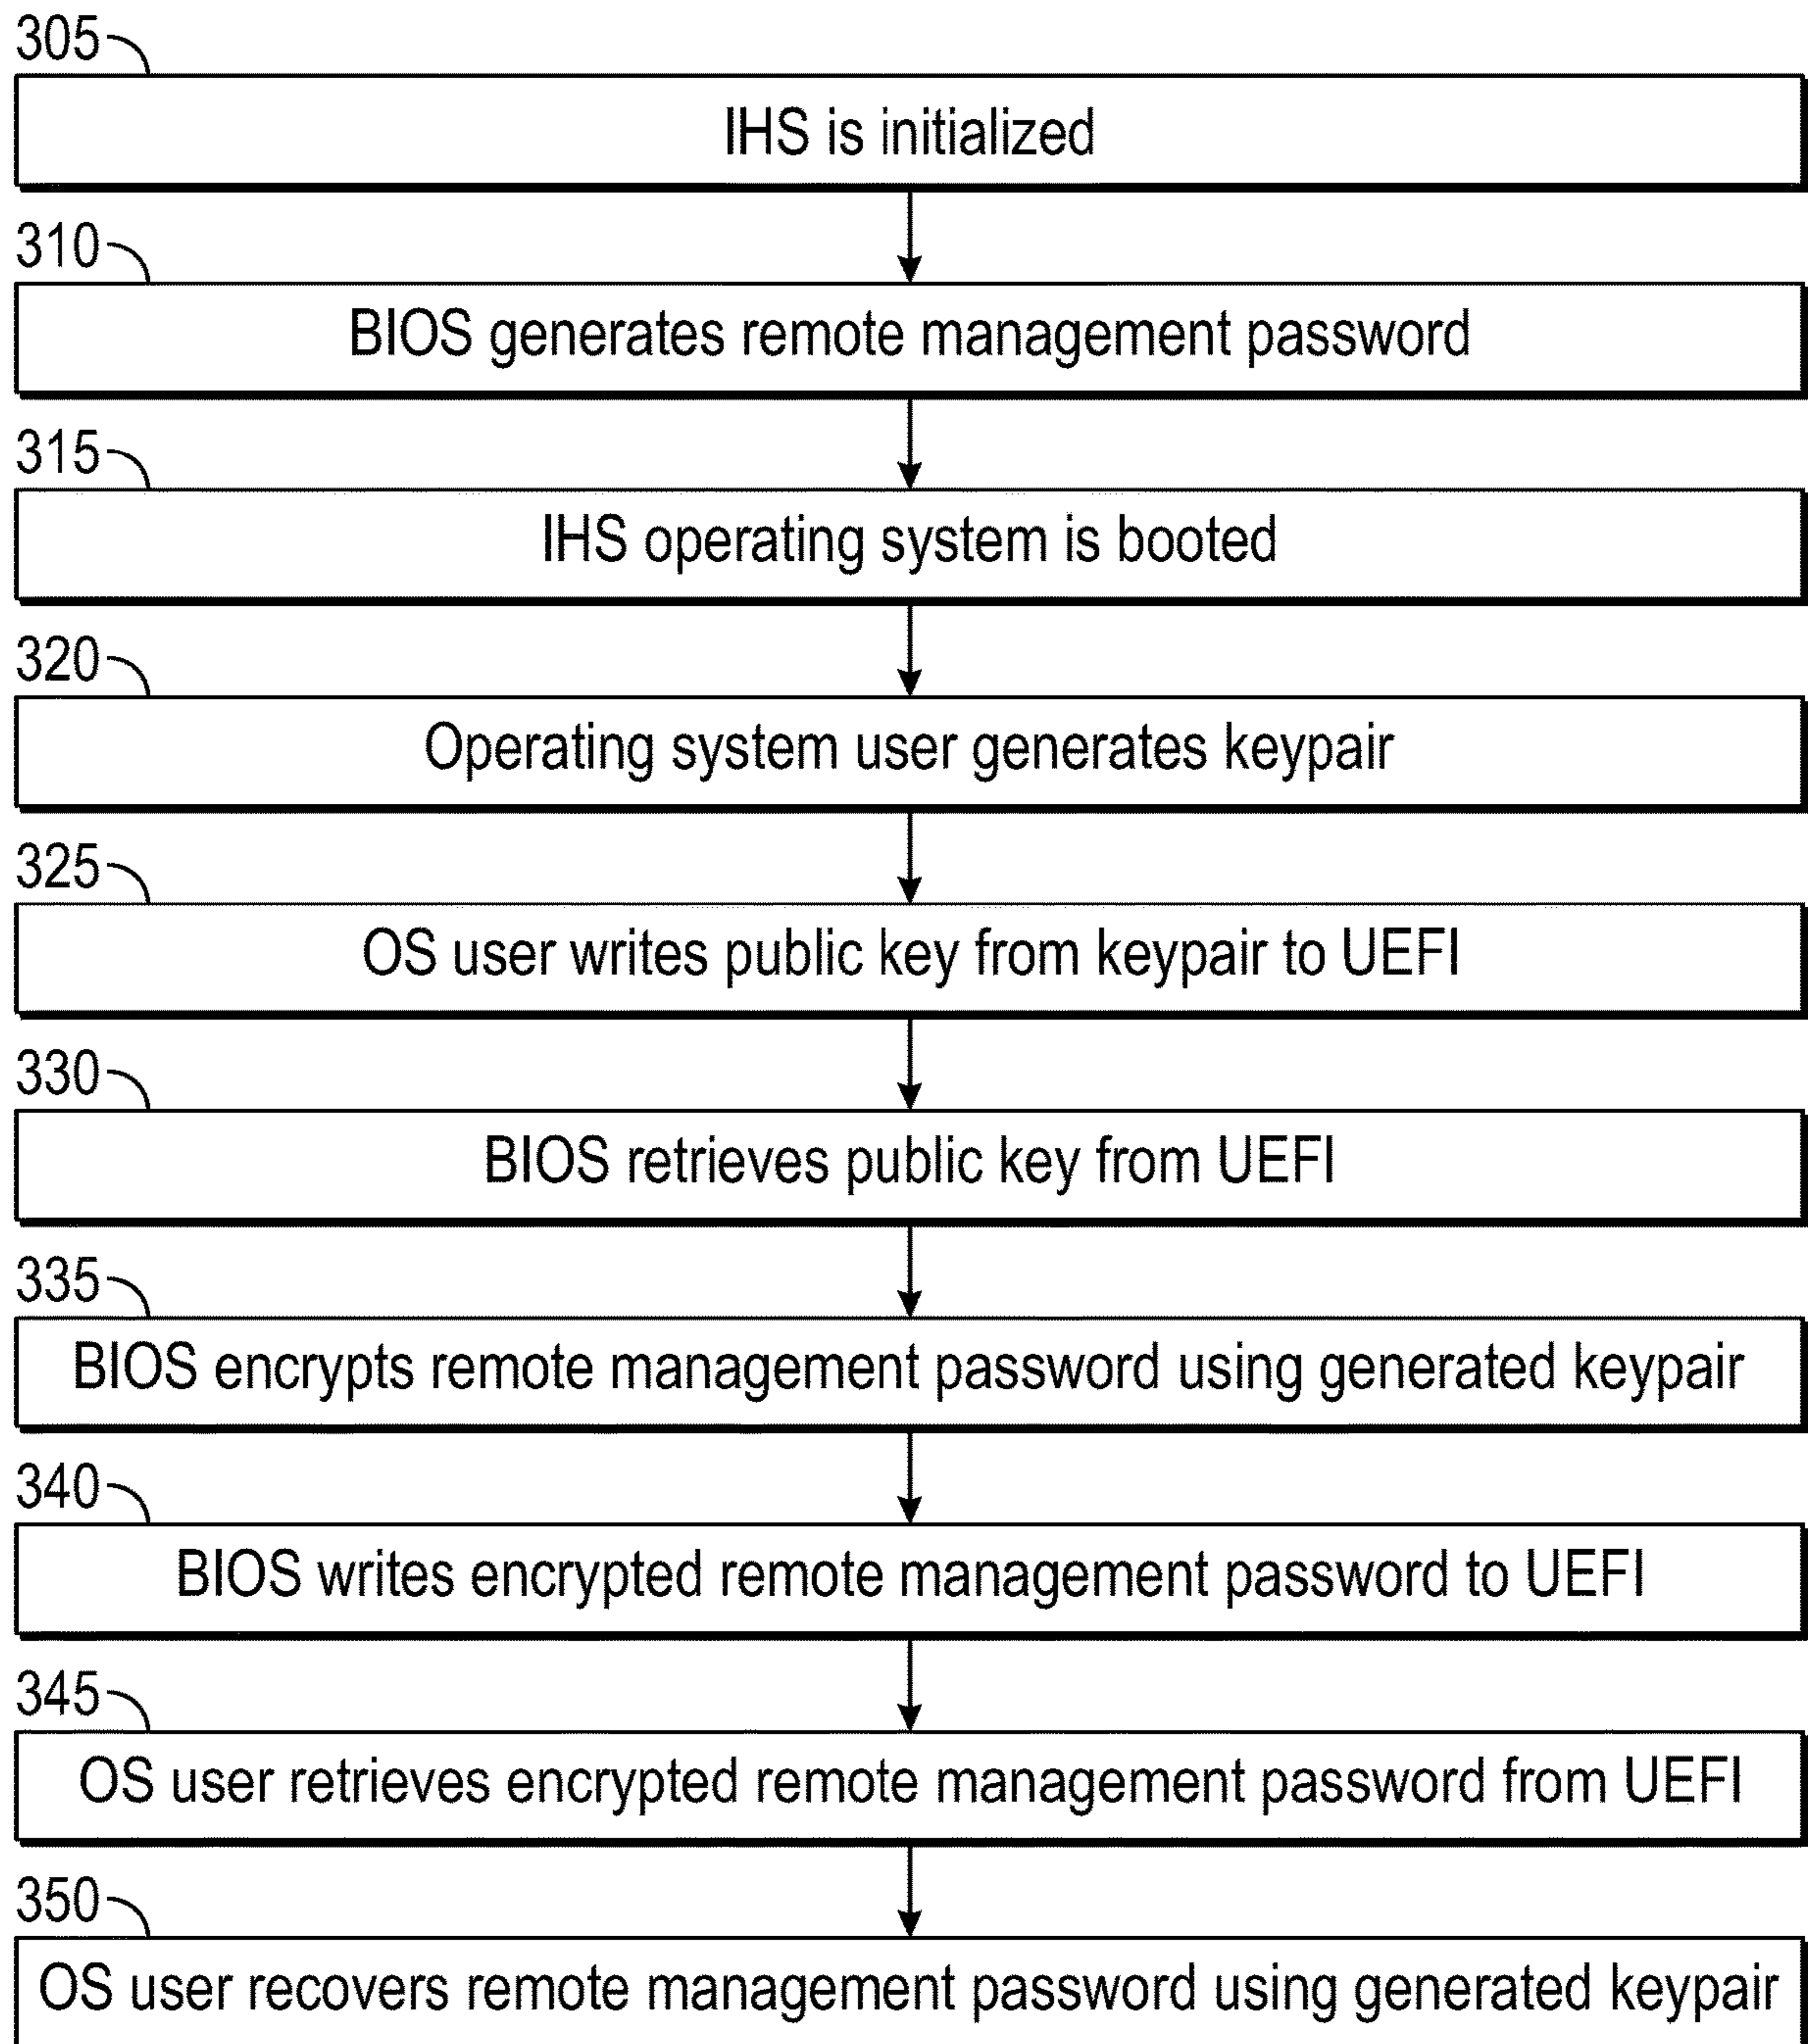 305
IHS is initialized
310
BIOS generates remote management password
315
IHS operating system is booted
320
Operating system user generates keypair
325
OS user writes public key from keypair to UEFI
330
BIOS retrieves public key from UEFI
335
BIOS encrypts remote management password using generated keypair
340
BIOS writes encrypted remote management password to UEFI
345
OS user retrieves encrypted remote management password from UEFI
350
OS user recovers remote management password using generated keypair